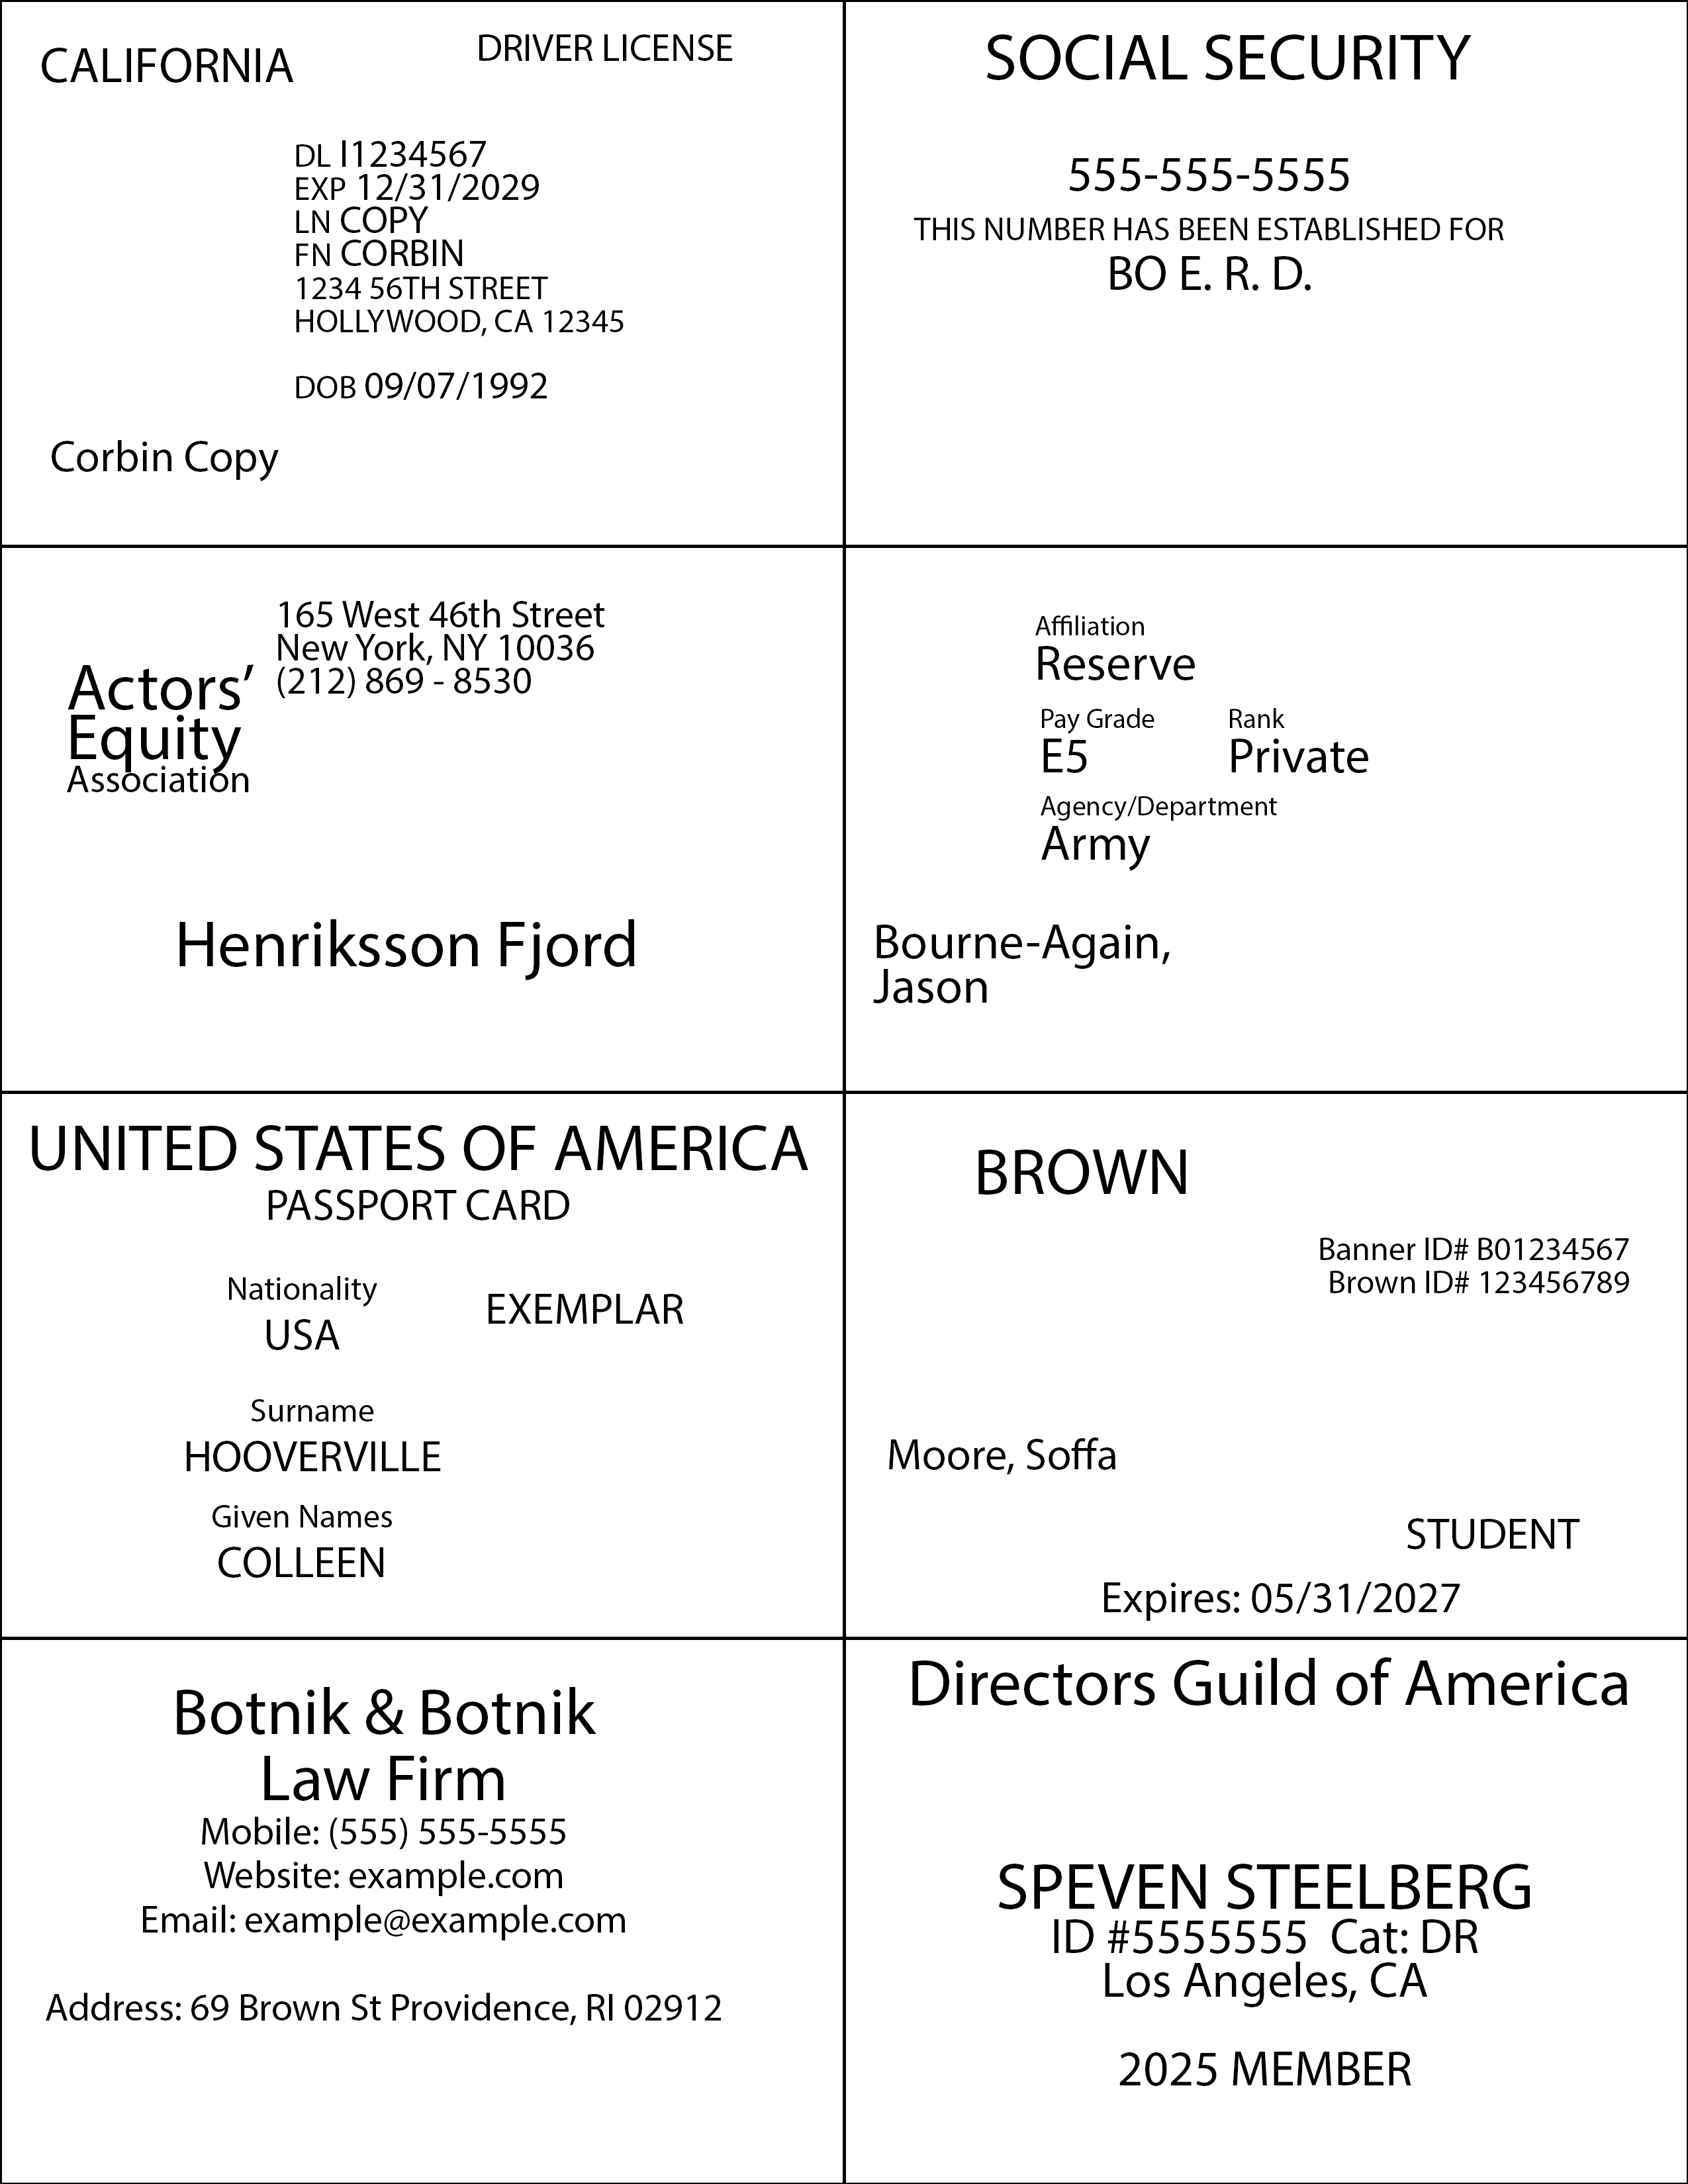 CALIFORNIA
DRIVER LICENSE
DL I1234567
EXP 12/31/2029
LN COPY
FN CORBIN
1234 56TH STREET
HOLLYWOOD, CA 12345
DOB 09/07/1992
Corbin Copy
SOCIAL SECURITY
555-555-5555
THIS NUMBER HAS BEEN ESTABLISHED FOR
BO E. R. D.
Actors’
Equity
Association
165 West 46th Street
New York, NY 10036
(212) 869 - 8530
Henriksson Fjord
Affiliation
Reserve
Pay Grade Rank
E5 Private
Agency/Department
Army
Bourne-Again,
Jason
UNITED STATES OF AMERICA
PASSPORT CARD
Nationality
USA
EXEMPLAR
Surname
HOOVERVILLE
Given Names
COLLEEN
BROWN
Banner ID# B01234567
Brown ID# 123456789
Moore, Soffa
STUDENT
Expires: 05/31/2027
Botnik & Botnik
Law Firm
Mobile: (555) 555-5555
Website: example.com
Email: example@example.com
Address: 69 Brown St Providence, RI 02912
Directors Guild of America
SPEVEN STEELBERG
ID #5555555 Cat: DR
Los Angeles, CA
2025 MEMBER